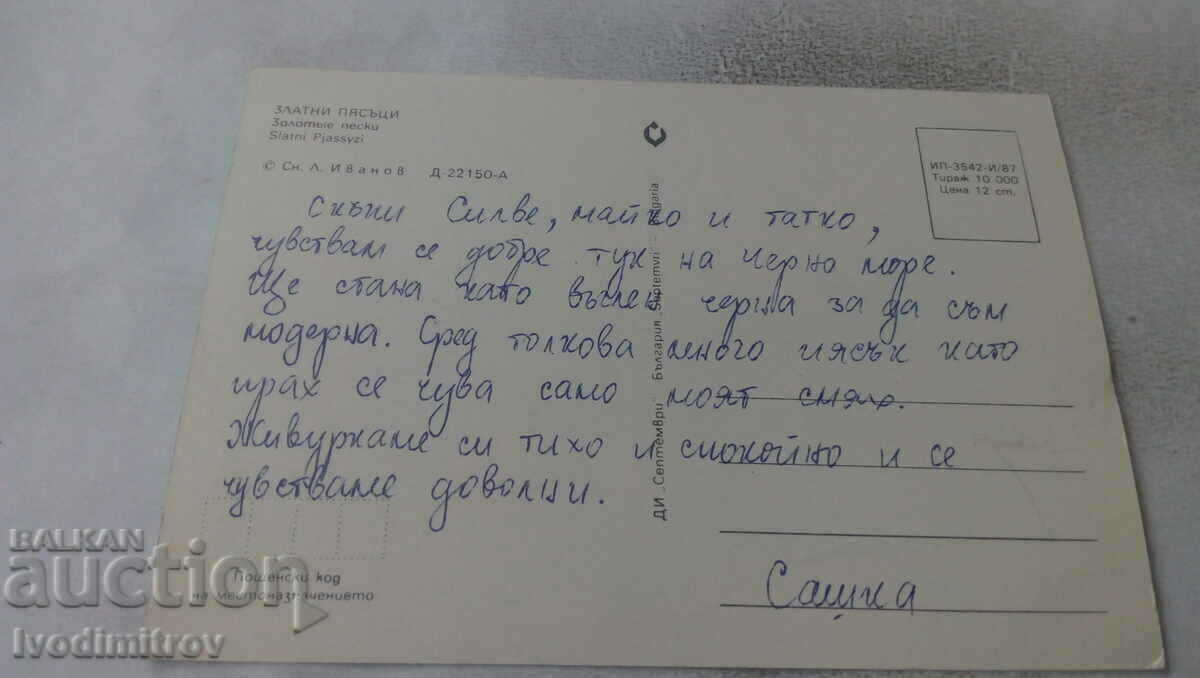 ЗЛАТНИ ПЯСЪЦИ
Золотые пески
Slatni Pjassyzi
© Сн. Л. Иванов Д-22150-А
ИП-3542-И/87
Тираж 10 000
Цена 12 ст.
Скъпи Силве, майко и татко,
чувствам се добре тук на Черно море.
Ще стана като въглен черна за да съм
модерна. Сред толкова много пясък като
прах се чува само моят смях.
Живуркаме си тихо и спокойно и се
чувстваме доволни.
Сашка
ДИ „Септември" България „Septemvri" - Bulgaria
Пощенски код
на местоназначението
BALKAN
auction
Ivodimitrov